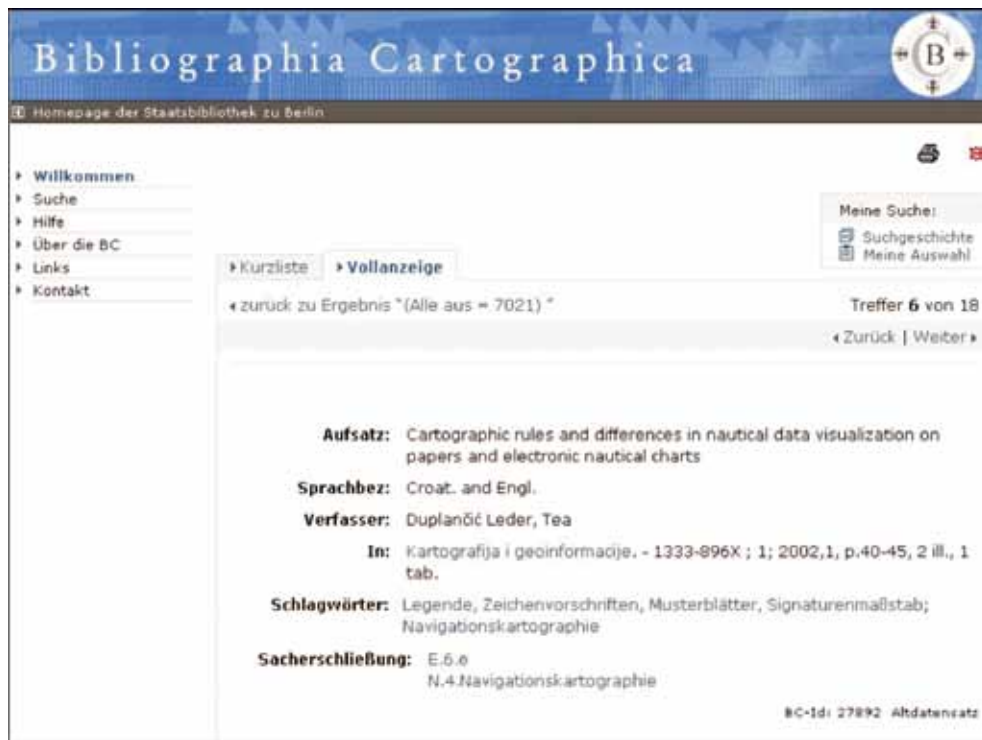 Bibliographia Cartographica
B
Homepage der Staatsbibliothek zu Berlin
Willkommen
Suche
Hilfe
Über die BC
Links
Kontakt
Meine Suche:
Suchgeschichte
Meine Auswahl
Kurzliste Vollanzeige
zurück zu Ergebnis "(Alle aus = 7021) "
Treffer 6 von 18
Zurück | Weiter
Aufsatz: Cartographic rules and differences in nautical data visualization on
papers and electronic nautical charts
Sprachbez: Croat. and Engl.
Verfasser: Duplančić Leder, Tea
In: Kartografija i geoinformacije. - 1333-896X ; 1; 2002,1, p.40-45, 2 ill., 1
tab.
Schlagwörter: Legende, Zeichenvorschriften, Musterblätter, Signaturenmaßstab;
Navigationskartographie
Sacherschließung: E.6.e
N.4.Navigationskartographie
BC-Id: 27892 Altdatensatz